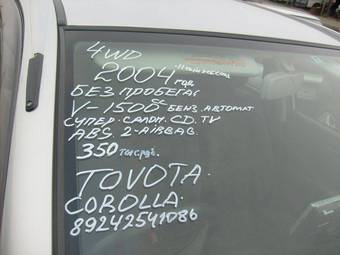 4WD
2004 год
БЕЗ ПРОБЕГА
V-1500 БЕНЗ. АВТОМАТ
СУПЕР. САЛОН. CD. TV
ABS. 2-AIRBAG.
350 тыс.руб.
TOYOTA.
COROLLA.
89242541086